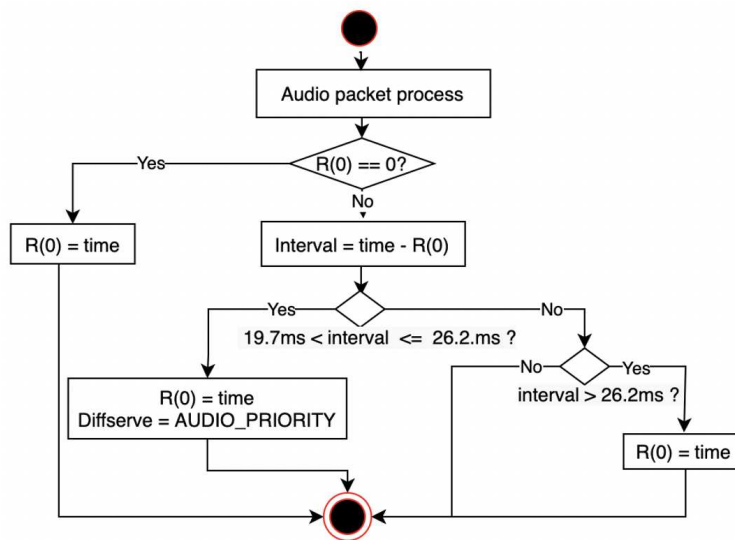 Audio packet process
R(0) == 0?
Yes
No
R(0) = time
Interval = time - R(0)
Yes
No
19.7ms < interval <= 26.2.ms ?
No
Yes
interval > 26.2ms ?
R(0) = time
Diffserve = AUDIO_PRIORITY
R(0) = time